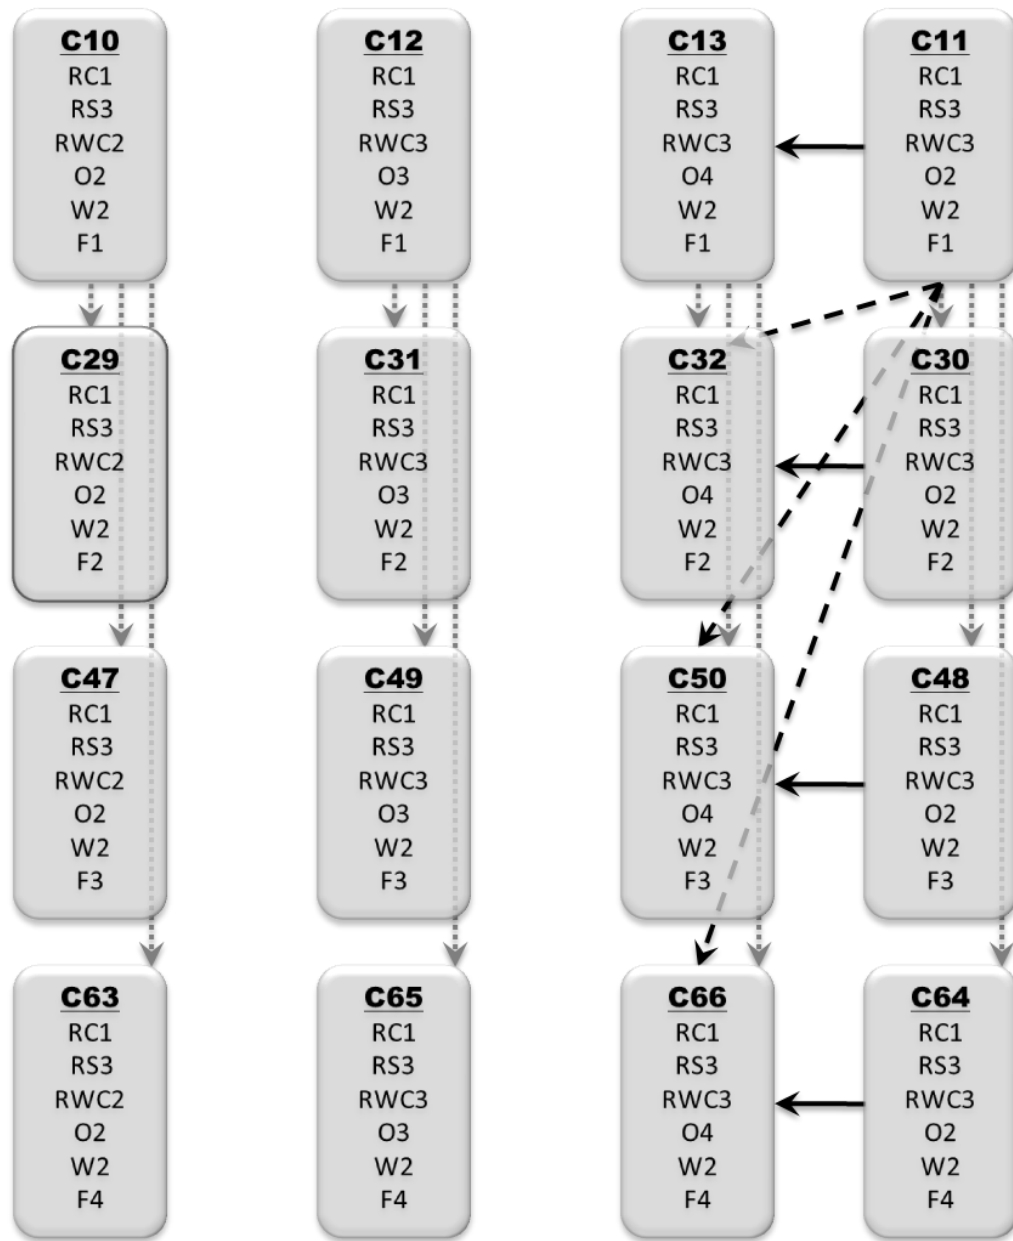 C10
RC1
RS3
RWC2
O2
W2
F1
C12
RC1
RS3
RWC3
O3
W2
F1
C13
RC1
RS3
RWC3
O4
W2
F1
C11
RC1
RS3
RWC3
O2
W2
F1
C29
RC1
RS3
RWC2
O2
W2
F2
C31
RC1
RS3
RWC3
O3
W2
F2
C32
RC1
RS3
RWC3
O4
W2
F2
C30
RC1
RS3
RWC3
O2
W2
F2
C47
RC1
RS3
RWC2
O2
W2
F3
C49
RC1
RS3
RWC3
O3
W2
F3
C50
RC1
RS3
RWC3
O4
W2
F3
C48
RC1
RS3
RWC3
O2
W2
F3
C63
RC1
RS3
RWC2
O2
W2
F4
C65
RC1
RS3
RWC3
O3
W2
F4
C66
RC1
RS3
RWC3
O4
W2
F4
C64
RC1
RS3
RWC3
O2
W2
F4